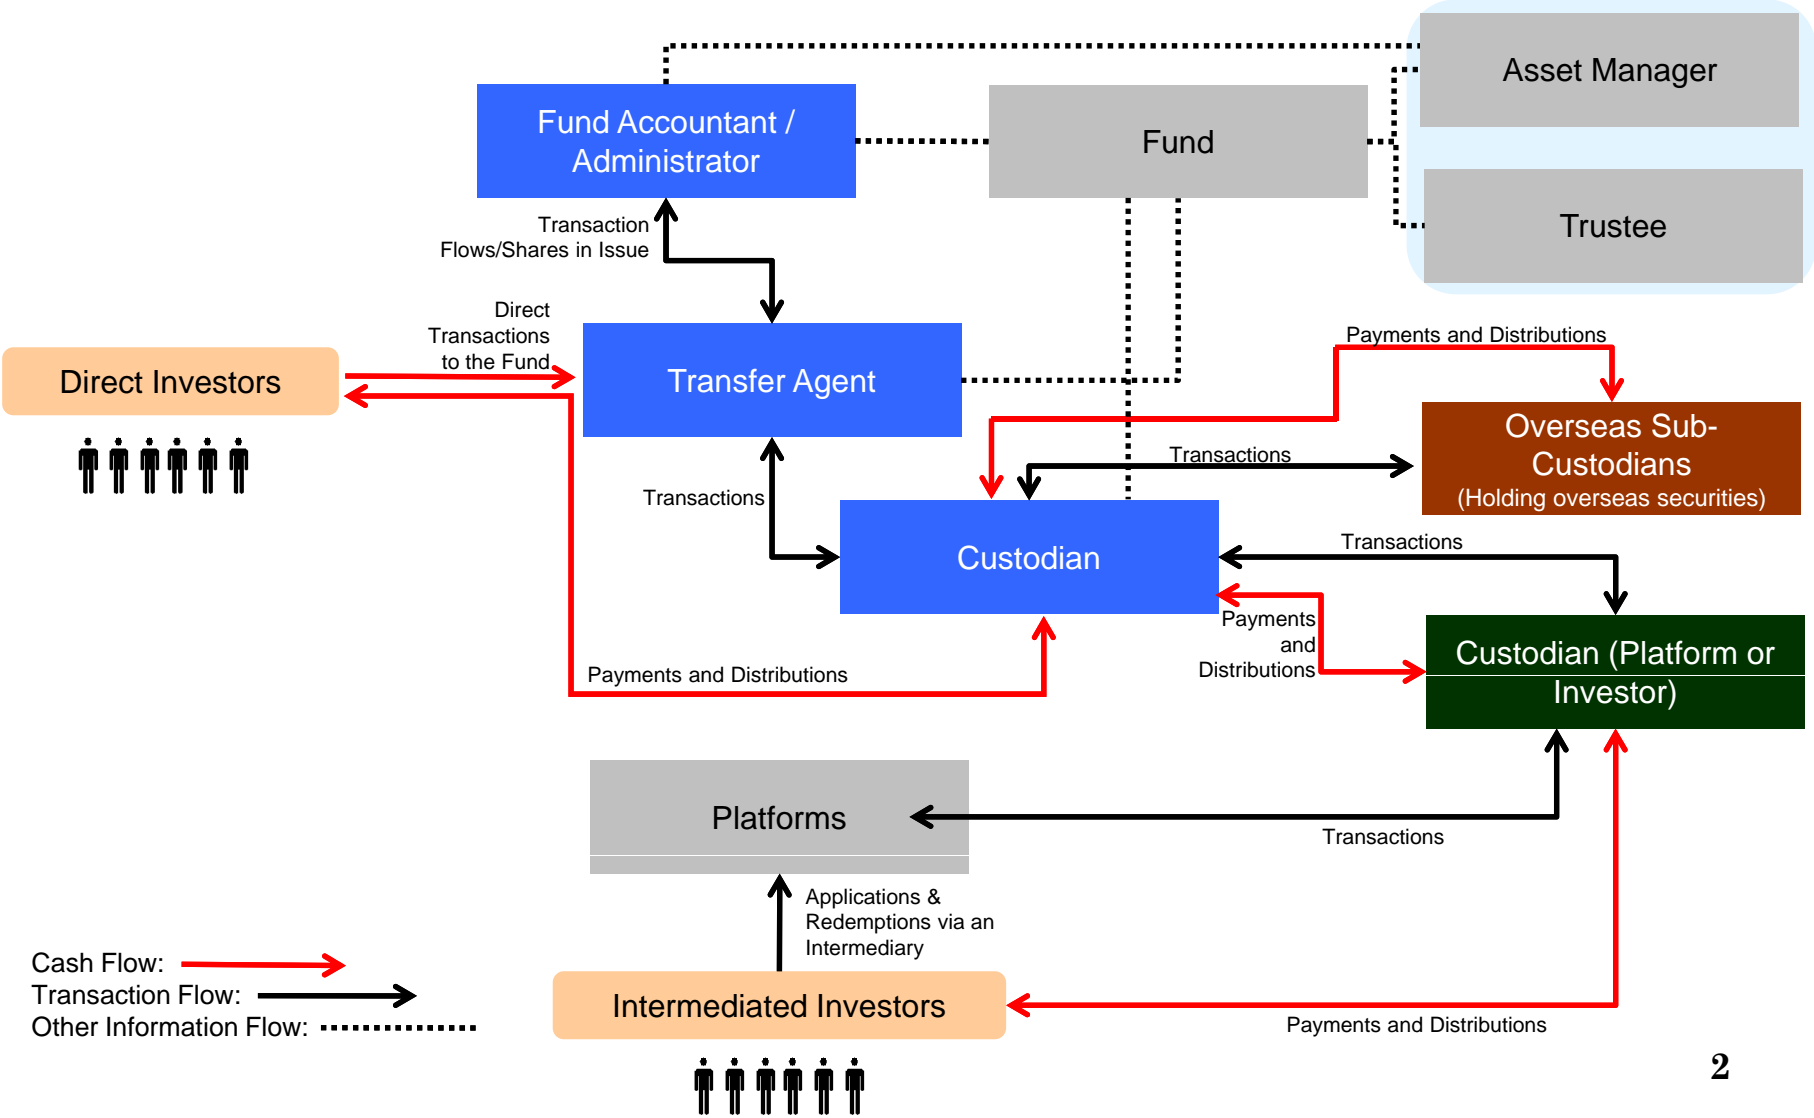 Asset Manager
Fund Accountant /
Administrator
Fund
Trustee
Transaction
Flows/Shares in Issue
Direct
Transactions
to the Fund
Payments and Distributions
Direct Investors
Transfer Agent
Overseas Sub-
Custodians
(Holding overseas securities)
Transactions
Transactions
Custodian
Transactions
Payments
and
Distributions
Custodian (Platform or
Investor)
Payments and Distributions
Platforms
Transactions
Applications &
Redemptions via an
Intermediary
Cash Flow:
Transaction Flow:
Other Information Flow:
Intermediated Investors
Payments and Distributions
2